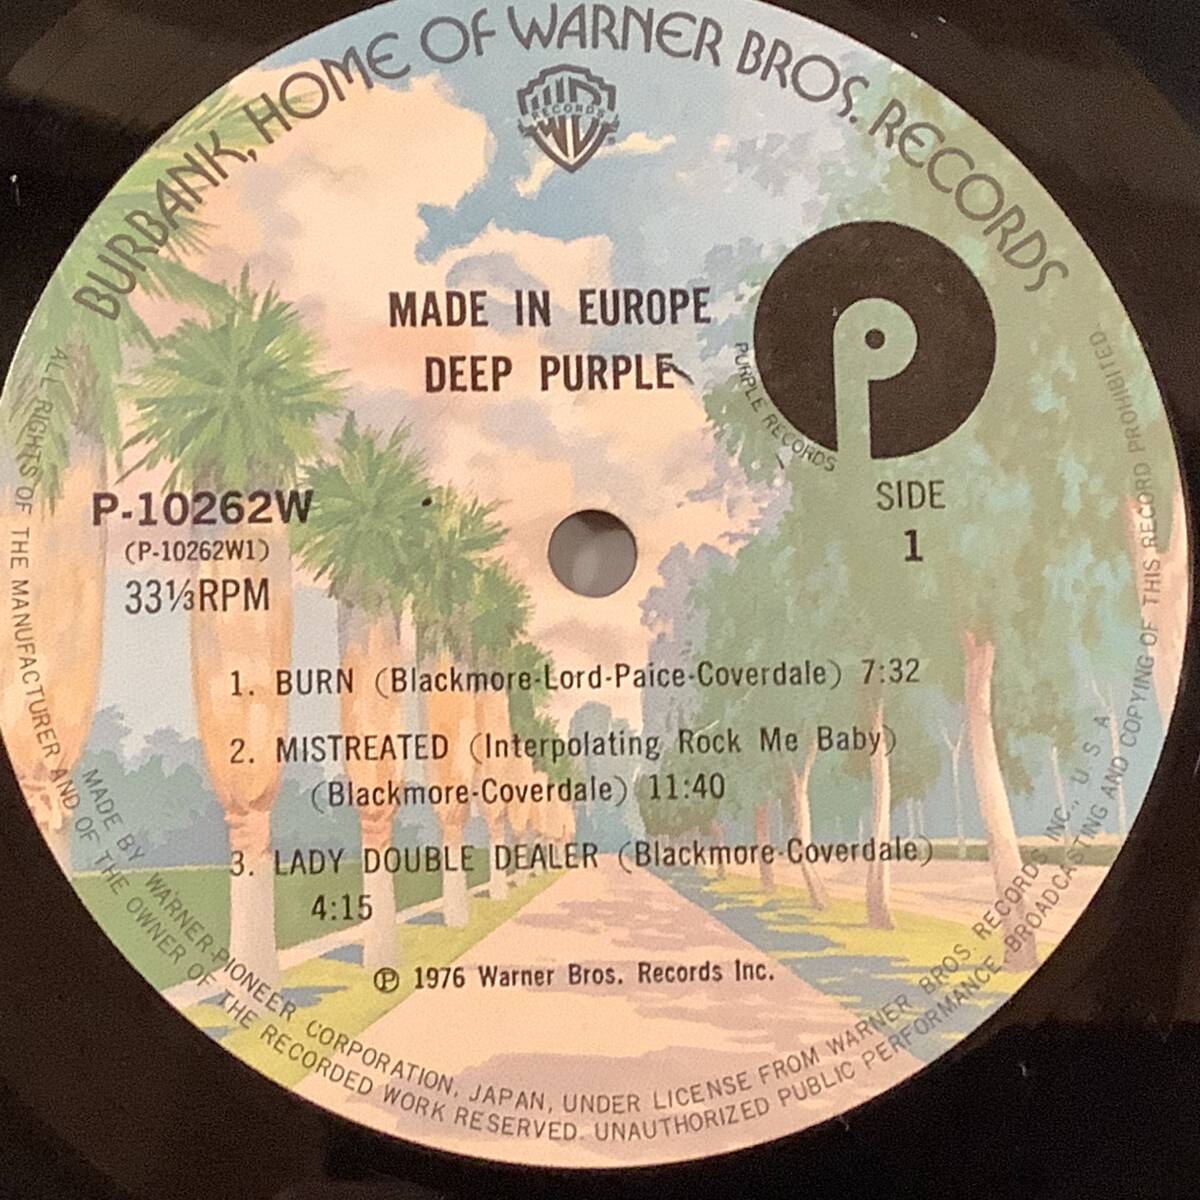 BURBANK, HOME OF WARNER BROS. RECORDS
RECORDS
MADE IN EUROPE
DEEP PURPLE
PURPLE RECORDS
P-10262W
(P-10262W1)
33⅓RPM
SIDE
1
1. BURN (Blackmore-Lord-Paice-Coverdale) 7:32
2. MISTREATED (Interpolating Rock Me Baby)
(Blackmore-Coverdale) 11:40
3. LADY DOUBLE DEALER (Blackmore-Coverdale)
4:15
℗ 1976 Warner Bros. Records Inc.
MADE BY WARNER-PIONEER CORPORATION, JAPAN, UNDER LICENSE FROM WARNER BROS. RECORDS INC., U.S.A.
ALL RIGHTS OF THE MANUFACTURER AND OF THE OWNER OF THE RECORDED WORK RESERVED. UNAUTHORIZED PUBLIC PERFORMANCE, BROADCASTING AND COPYING OF THIS RECORD PROHIBITED